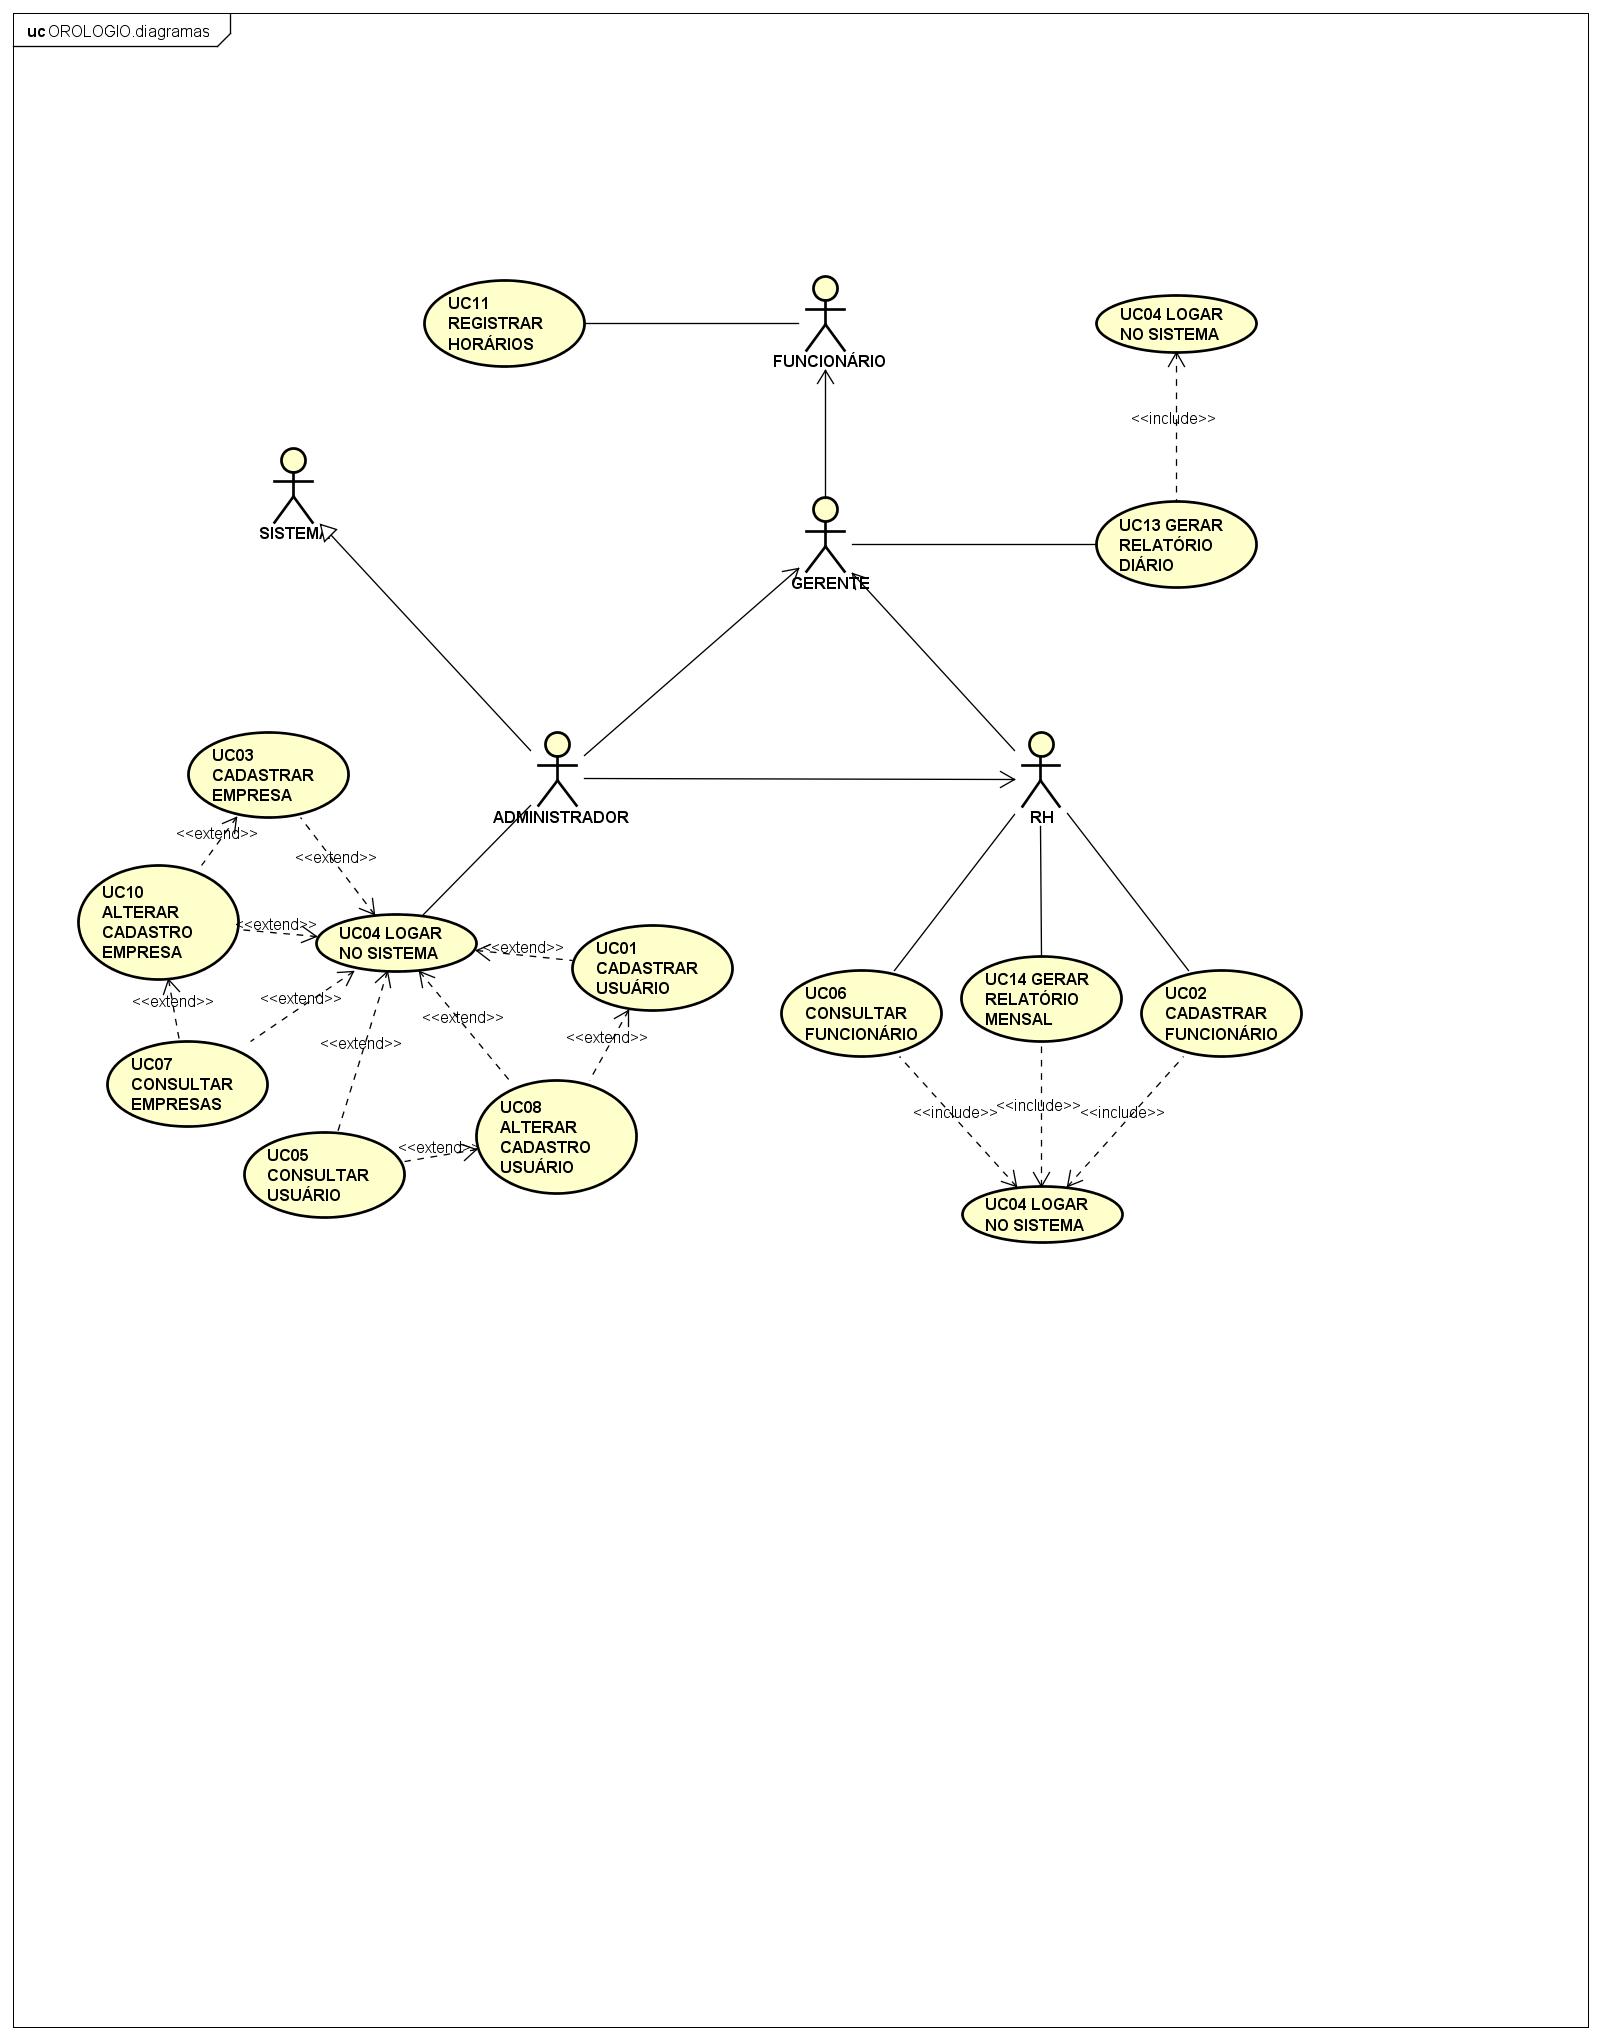 uc OROLOGIO.diagramas
UC11
REGISTRAR
HORÁRIOS
FUNCIONÁRIO
UC04 LOGAR
NO SISTEMA
<<include>>
SISTEMA
GERENTE
UC13 GERAR
RELATÓRIO
DIÁRIO
UC03
CADASTRAR
EMPRESA
ADMINISTRADOR
RH
<<extend>>
<<extend>>
UC10
ALTERAR
CADASTRO
EMPRESA
<<extend>>
UC04 LOGAR
NO SISTEMA
<<extend>>
UC01
CADASTRAR
USUÁRIO
UC06
CONSULTAR
FUNCIONÁRIO
UC14 GERAR
RELATÓRIO
MENSAL
UC02
CADASTRAR
FUNCIONÁRIO
<<extend>>
<<extend>>
<<extend>>
<<extend>>
<<extend>>
UC07
CONSULTAR
EMPRESAS
UC08
ALTERAR
CADASTRO
USUÁRIO
<<extend>>
UC05
CONSULTAR
USUÁRIO
<<include>>
<<include>>
<<include>>
UC04 LOGAR
NO SISTEMA